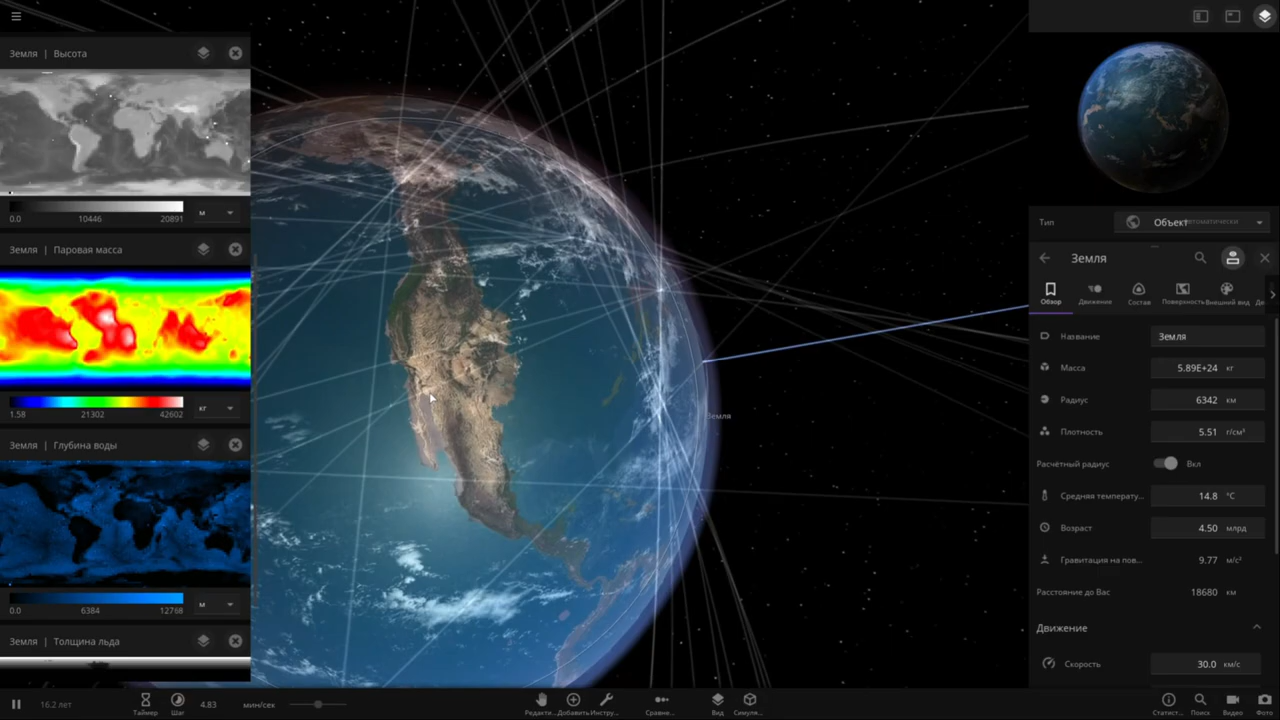 Земля | Высота
0.0 10446 20891 м
Земля | Паровая масса
1.58 21302 42602 кг
Земля | Глубина воды
0.0 6384 12768 м
Земля | Толщина льда
Земля
Тип Объект автоматически
Земля
Обзор Движение Состав Поверхность Внешний вид
Название Земля
Масса 5.89E+24 кг
Радиус 6342 км
Плотность 5.51 г/см³
Расчётный радиус Вкл
Средняя температу... 14.8 °C
Возраст 4.50 млрд
Гравитация на пов... 9.77 м/с²
Расстояние до Вас 18680 км
Движение
Скорость 30.0 км/с
16.2 лет Таймер Шаг 4.83 мин/сек Редакти... Добавить Инстру... Сравне... Вид Симуля... Статист... Поиск Видео Фото